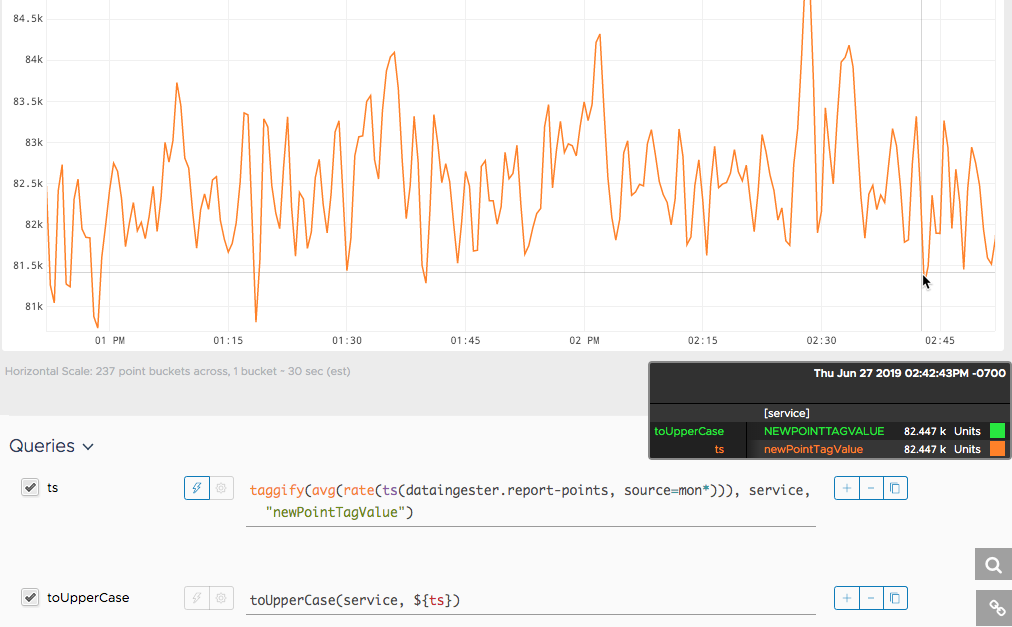 84.5k
84k
83.5k
83k
82.5k
82k
81.5k
81k
01 PM 01:15 01:30 01:45 02 PM 02:15 02:30 02:45
Horizontal Scale: 237 point buckets across, 1 bucket ~ 30 sec (est)
Thu Jun 27 2019 02:42:43PM -0700
[service]
toUpperCase NEWPOINTTAGVALUE 82.447 k Units
ts newPointTagValue 82.447 k Units
Queries
ts
taggify(avg(rate(ts(dataingester.report-points, source=mon*))), service,
"newPointTagValue")
toUpperCase
toUpperCase(service, ${ts})